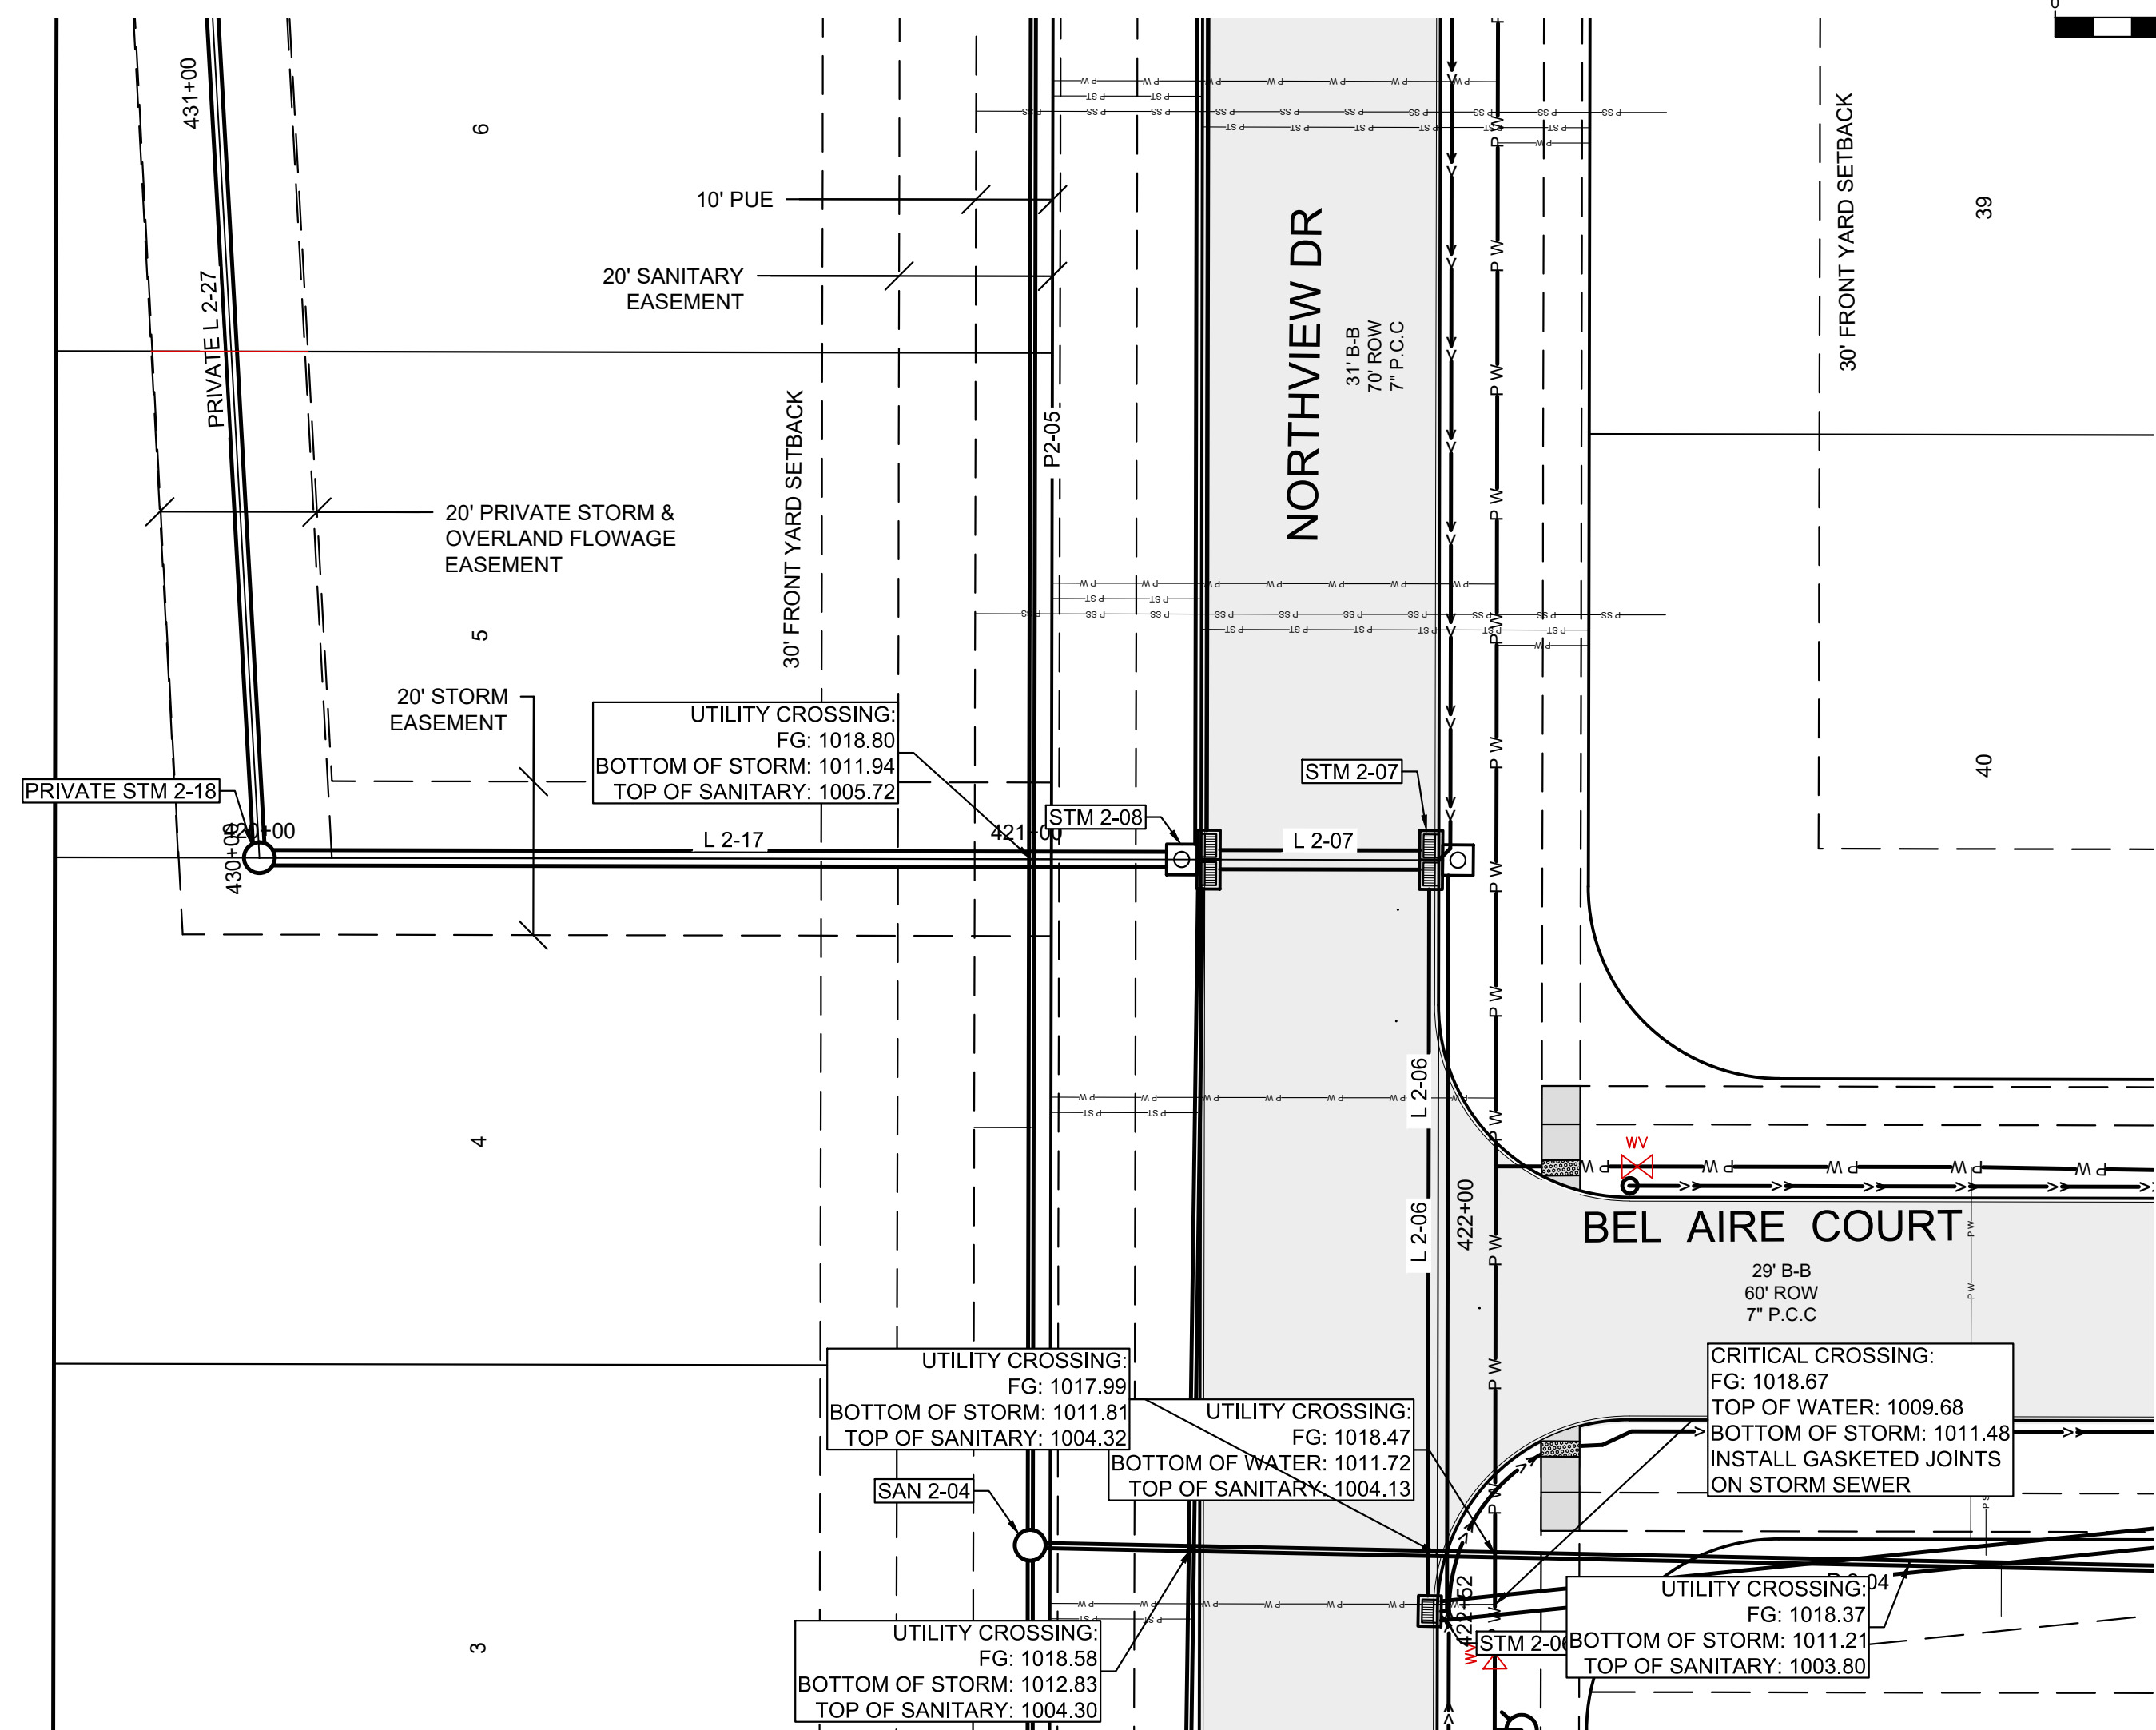 0
431+00
6
10' PUE
20' SANITARY
EASEMENT
PRIVATE L 2-27
NORTHVIEW DR
31' B-B
70' ROW
7" P.C.C
30' FRONT YARD SETBACK
39
30' FRONT YARD SETBACK
P2-05
20' PRIVATE STORM &
OVERLAND FLOWAGE
EASEMENT
5
20' STORM
EASEMENT
UTILITY CROSSING:
FG: 1018.80
BOTTOM OF STORM: 1011.94
TOP OF SANITARY: 1005.72
STM 2-07
40
PRIVATE STM 2-18
STM 2-08
420+00
430+00
L 2-17
421+00
L 2-07
L 2-06
4
WV
L 2-06
422+00
BEL AIRE COURT
29' B-B
60' ROW
7" P.C.C
UTILITY CROSSING:
FG: 1017.99
BOTTOM OF STORM: 1011.81
TOP OF SANITARY: 1004.32
UTILITY CROSSING:
FG: 1018.47
BOTTOM OF WATER: 1011.72
TOP OF SANITARY: 1004.13
CRITICAL CROSSING:
FG: 1018.67
TOP OF WATER: 1009.68
BOTTOM OF STORM: 1011.48
INSTALL GASKETED JOINTS
ON STORM SEWER
SAN 2-04
422+52
3
UTILITY CROSSING:
FG: 1018.58
BOTTOM OF STORM: 1012.83
TOP OF SANITARY: 1004.30
STM 2-06
WV
UTILITY CROSSING:
FG: 1018.37
BOTTOM OF STORM: 1011.21
TOP OF SANITARY: 1003.80